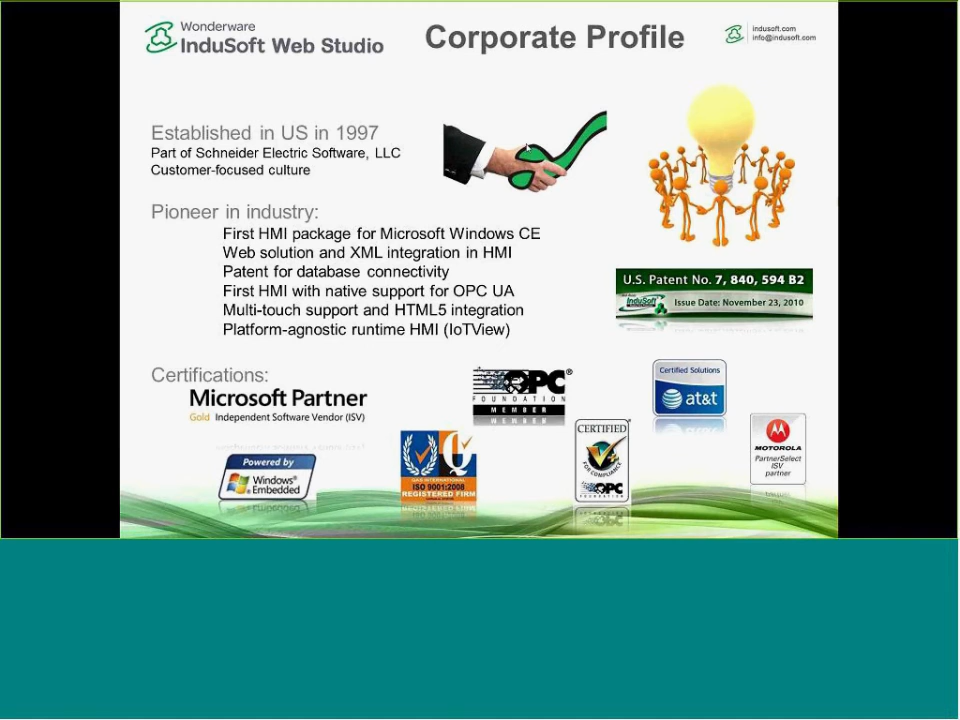 Wonderware
InduSoft Web Studio
Corporate Profile
indusoft.com
info@indusoft.com
Established in US in 1997
Part of Schneider Electric Software, LLC
Customer-focused culture
Pioneer in industry:
First HMI package for Microsoft Windows CE
Web solution and XML integration in HMI
Patent for database connectivity
First HMI with native support for OPC UA
Multi-touch support and HTML5 integration
Platform-agnostic runtime HMI (IoTView)
U.S. Patent No. 7, 840, 594 B2
InduSoft
Issue Date: November 23, 2010
Certifications:
Microsoft Partner
Gold Independent Software Vendor (ISV)
OPC®
FOUNDATION
MEMBER
Certified Solutions
at&t
Powered by
Windows®
Embedded
Q
QAS INTERNATIONAL
ISO 9001:2008
REGISTERED FIRM
CERTIFIED
FOR COMPLIANCE
OPC
FOUNDATION
MOTOROLA
PartnerSelect
ISV
partner